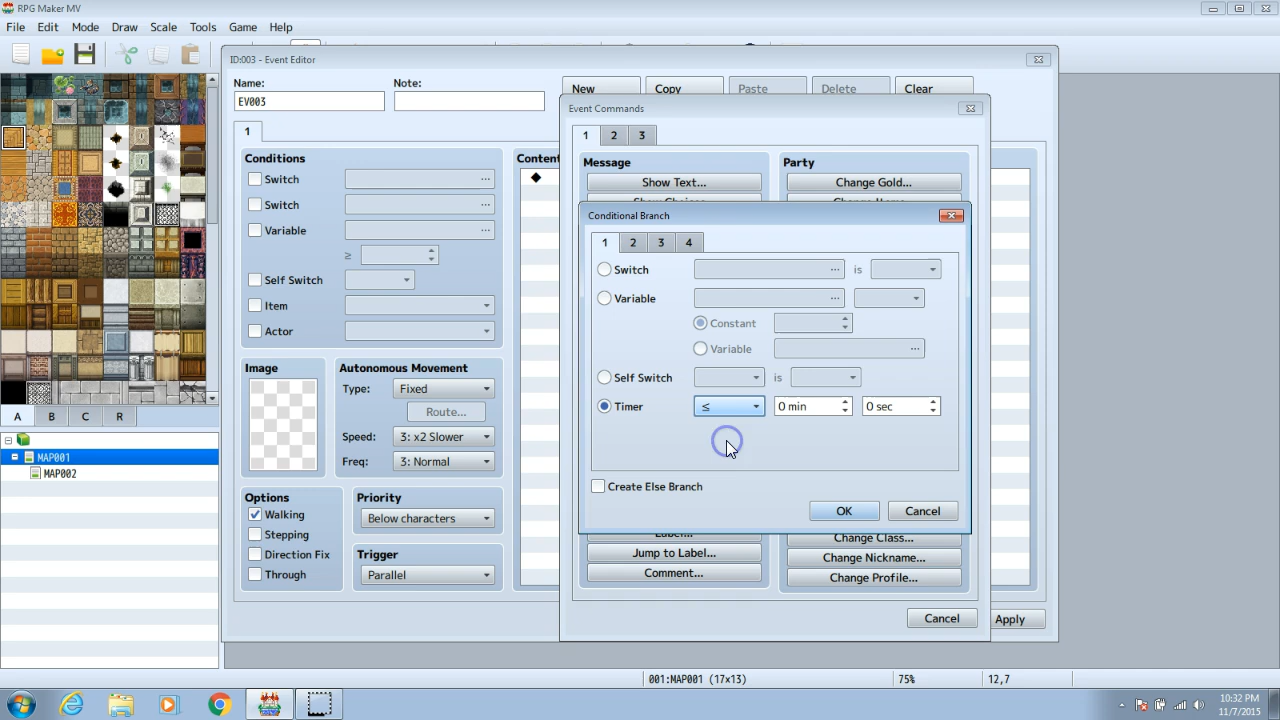 RPG Maker MV
File Edit Mode Draw Scale Tools Game Help
ID:003 - Event Editor
Name: Note:
EV003
New Copy Paste Delete Clear
1
Conditions
Switch ...
Switch ...
Variable ...
≥
Self Switch
Item
Actor
Image
Autonomous Movement
Type: Fixed
Route...
Speed: 3: x2 Slower
Freq: 3: Normal
Options
Walking
Stepping
Direction Fix
Through
Priority
Below characters
Trigger
Parallel
Content
◆
Event Commands
1 2 3
Message Party
Show Text... Change Gold...
Conditional Branch
1 2 3 4
Switch ... is
Variable ...
Constant
Variable ...
Self Switch is
Timer ≤ 0 min 0 sec
Create Else Branch
OK Cancel
Label... Change Class...
Jump to Label... Change Nickname...
Comment... Change Profile...
Cancel Apply
A B C R
MAP001
MAP002
001:MAP001 (17x13) 75% 12,7
10:32 PM
11/7/2015